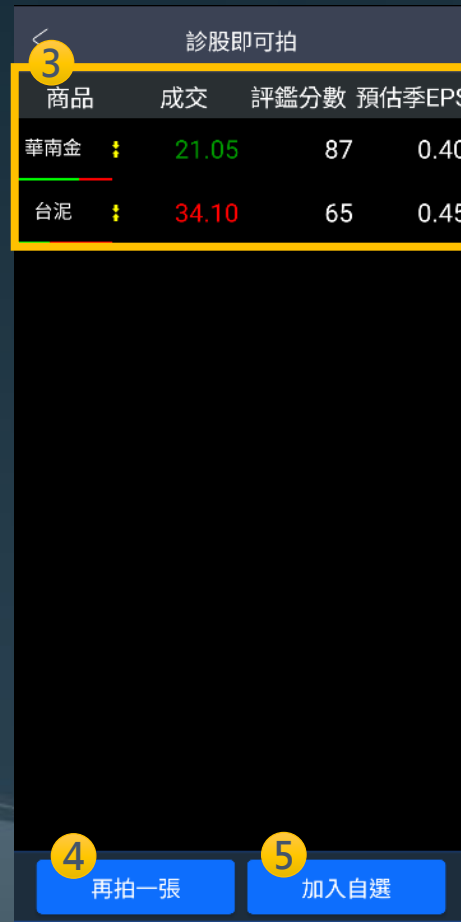 診股即可拍
3
商品 成交 評鑑分數 預估季EPS
華南金 21.05 87 0.40
台泥 34.10 65 0.45
4 5
再拍一張 加入自選